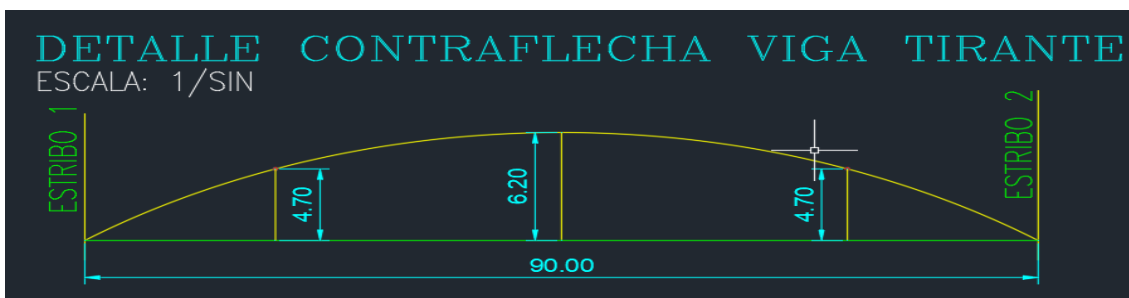 DETALLE CONTRAFLECHA VIGA TIRANTE
ESCALA: 1/SIN
ESTRIBO 1
4.70
6.20
4.70
ESTRIBO 2
90.00